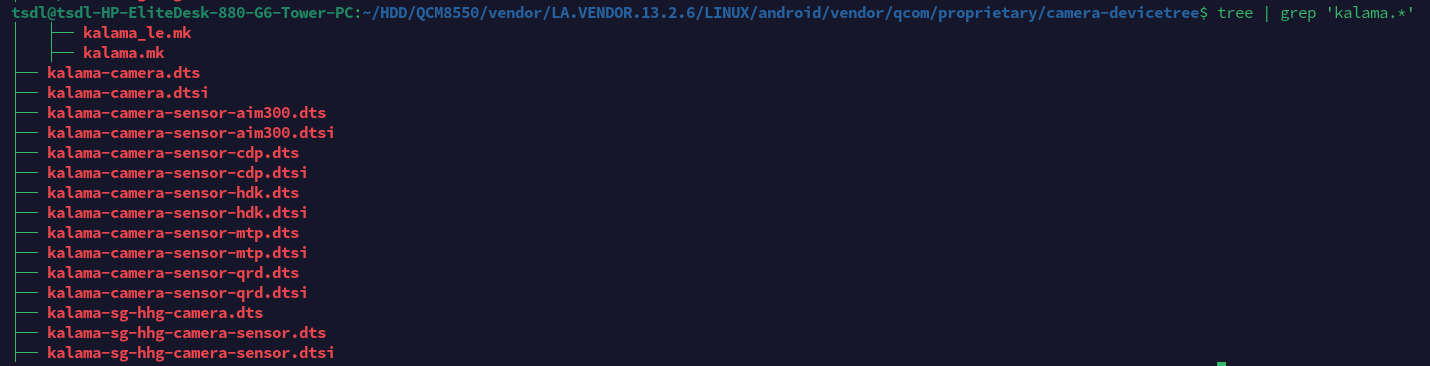 tsdl@tsdl-HP-EliteDesk-880-G6-Tower-PC:~/HDD/QCM8550/vendor/LA.VENDOR.13.2.6/LINUX/android/vendor/qcom/proprietary/camera-devicetree$ tree | grep 'kalama.*'
│   ├── kalama_le.mk
│   ├── kalama.mk
├── kalama-camera.dts
├── kalama-camera.dtsi
├── kalama-camera-sensor-aim300.dts
├── kalama-camera-sensor-aim300.dtsi
├── kalama-camera-sensor-cdp.dts
├── kalama-camera-sensor-cdp.dtsi
├── kalama-camera-sensor-hdk.dts
├── kalama-camera-sensor-hdk.dtsi
├── kalama-camera-sensor-mtp.dts
├── kalama-camera-sensor-mtp.dtsi
├── kalama-camera-sensor-qrd.dts
├── kalama-camera-sensor-qrd.dtsi
├── kalama-sg-hhg-camera.dts
├── kalama-sg-hhg-camera-sensor.dts
├── kalama-sg-hhg-camera-sensor.dtsi